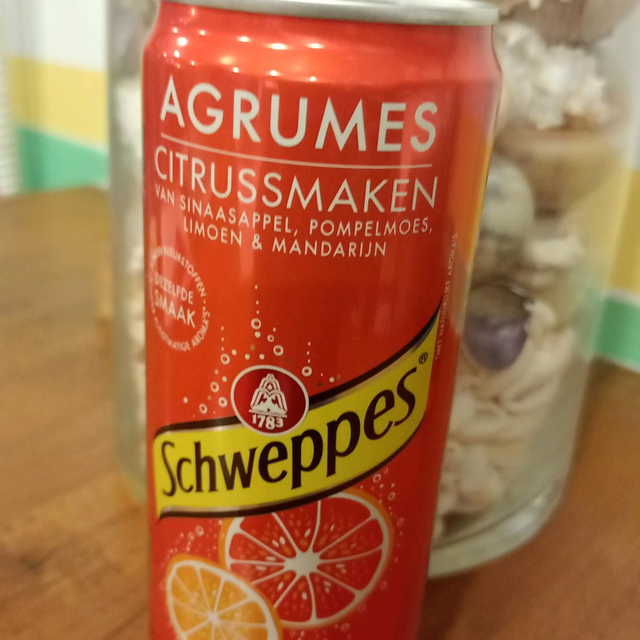 AGRUMES
CITRUSSMAKEN
VAN SINAASAPPEL, POMPELMOES,
LIMOEN & MANDARIJN
DEZELFDE
SMAAK
1783
Schweppes®